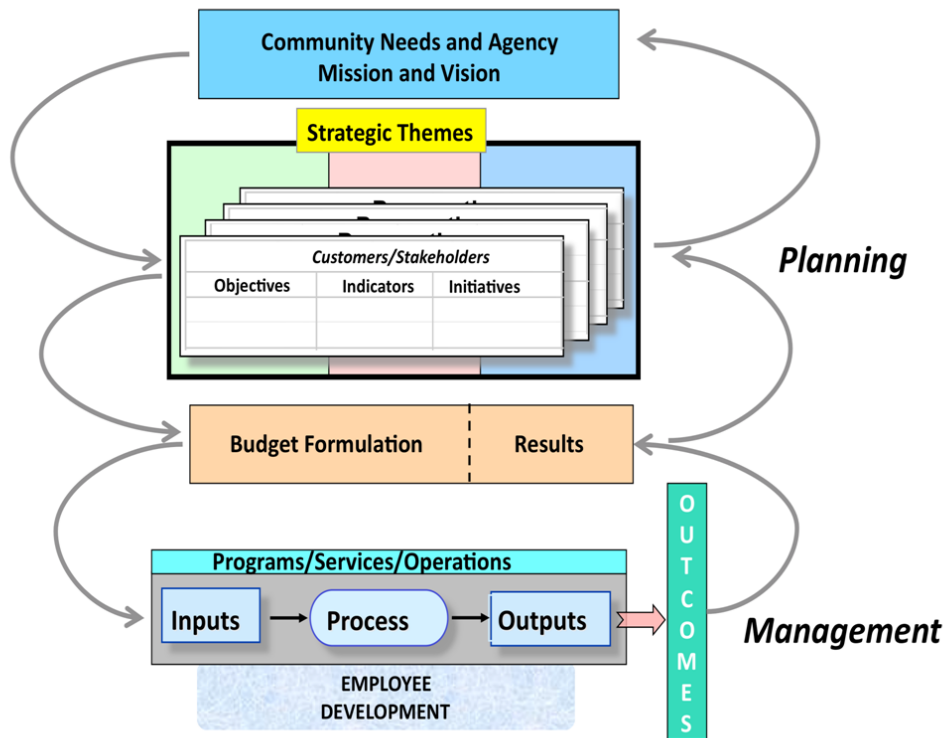 Community Needs and Agency
Mission and Vision
Strategic Themes
Customers/Stakeholders
Objectives Indicators Initiatives
Planning
Budget Formulation Results
Programs/Services/Operations
Inputs Process Outputs
OUTCOMES
Management
EMPLOYEE
DEVELOPMENT